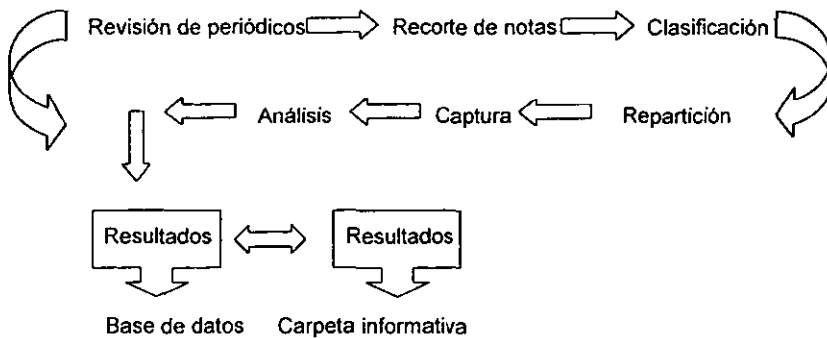 Revisión de periódicos Recorte de notas Clasificación
Análisis Captura Repartición
Resultados Resultados
Base de datos Carpeta informativa